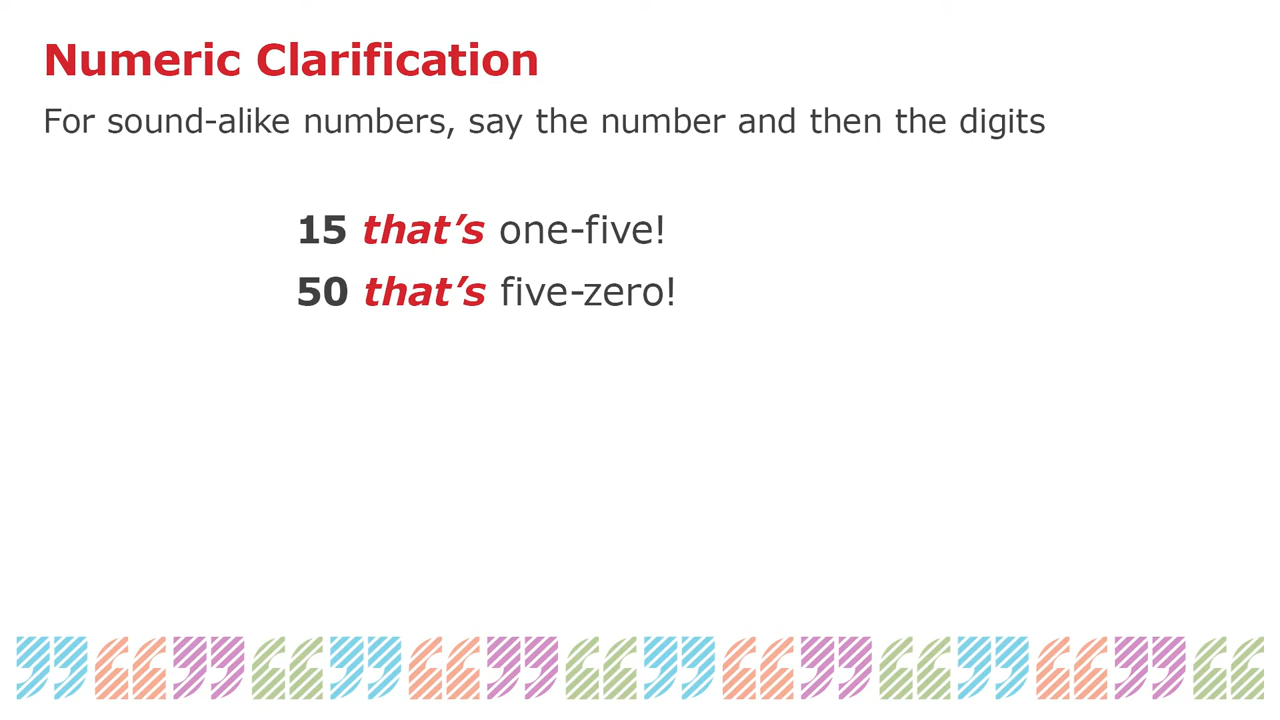 Numeric Clarification
For sound-alike numbers, say the number and then the digits
15 that’s one-five!
50 that’s five-zero!